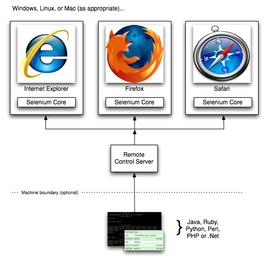 Windows, Linux, or Mac (as appropriate)...
Internet Explorer
Selenium Core
Firefox
Selenium Core
Safari
Selenium Core
Remote
Control Server
Machine boundary (optional)
Java, Ruby,
Python, Perl,
PHP or .Net